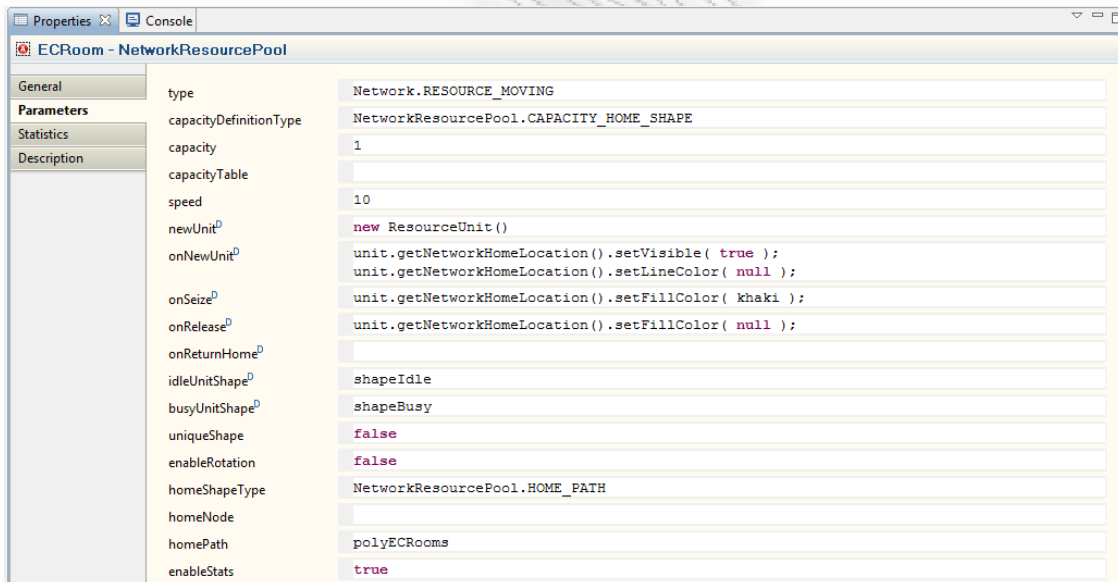 Properties Console
ECRoom - NetworkResourcePool
General
Parameters
Statistics
Description
type Network.RESOURCE_MOVING
capacityDefinitionType NetworkResourcePool.CAPACITY_HOME_SHAPE
capacity 1
capacityTable
speed 10
newUnitD new ResourceUnit()
onNewUnitD unit.getNetworkHomeLocation().setVisible( true );
unit.getNetworkHomeLocation().setLineColor( null );
onSeizeD unit.getNetworkHomeLocation().setFillColor( khaki );
onReleaseD unit.getNetworkHomeLocation().setFillColor( null );
onReturnHomeD
idleUnitShapeD shapeIdle
busyUnitShapeD shapeBusy
uniqueShape false
enableRotation false
homeShapeType NetworkResourcePool.HOME_PATH
homeNode
homePath polyECRooms
enableStats true